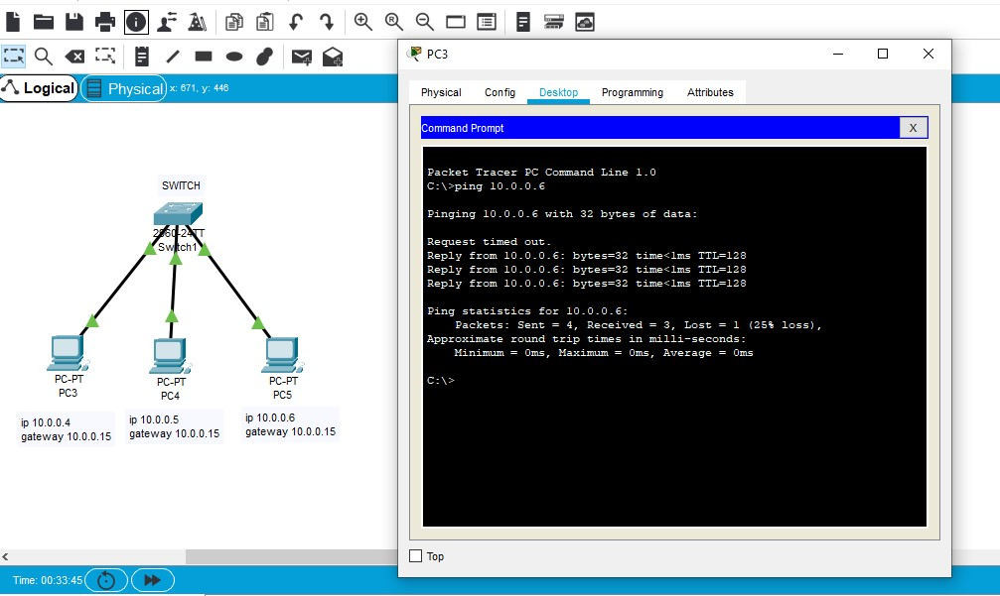 PC3
Physical Config Desktop Programming Attributes
Command Prompt
X
Packet Tracer PC Command Line 1.0
C:\>ping 10.0.0.6
Pinging 10.0.0.6 with 32 bytes of data:
Request timed out.
Reply from 10.0.0.6: bytes=32 time<1ms TTL=128
Reply from 10.0.0.6: bytes=32 time<1ms TTL=128
Reply from 10.0.0.6: bytes=32 time<1ms TTL=128
Ping statistics for 10.0.0.6:
Packets: Sent = 4, Received = 3, Lost = 1 (25% loss),
Approximate round trip times in milli-seconds:
Minimum = 0ms, Maximum = 0ms, Average = 0ms
C:\>
Top
Logical
Physical
x: 671, y: 446
SWITCH
2960-24TT
Switch1
PC-PT
PC3
PC-PT
PC4
PC-PT
PC5
ip 10.0.0.4
gateway 10.0.0.15
ip 10.0.0.5
gateway 10.0.0.15
ip 10.0.0.6
gateway 10.0.0.15
Time: 00:33:45